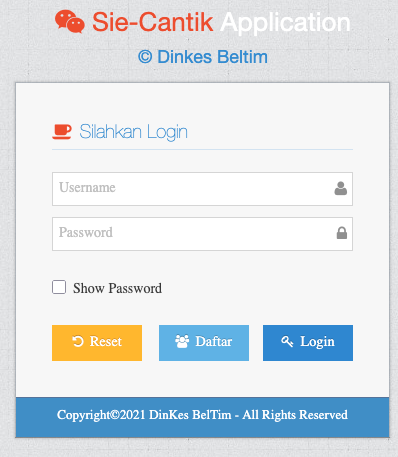 Sie-Cantik Application
© Dinkes Beltim
Silahkan Login
Username
Password
Show Password
Reset Daftar Login
Copyright©2021 DinKes BelTim - All Rights Reserved